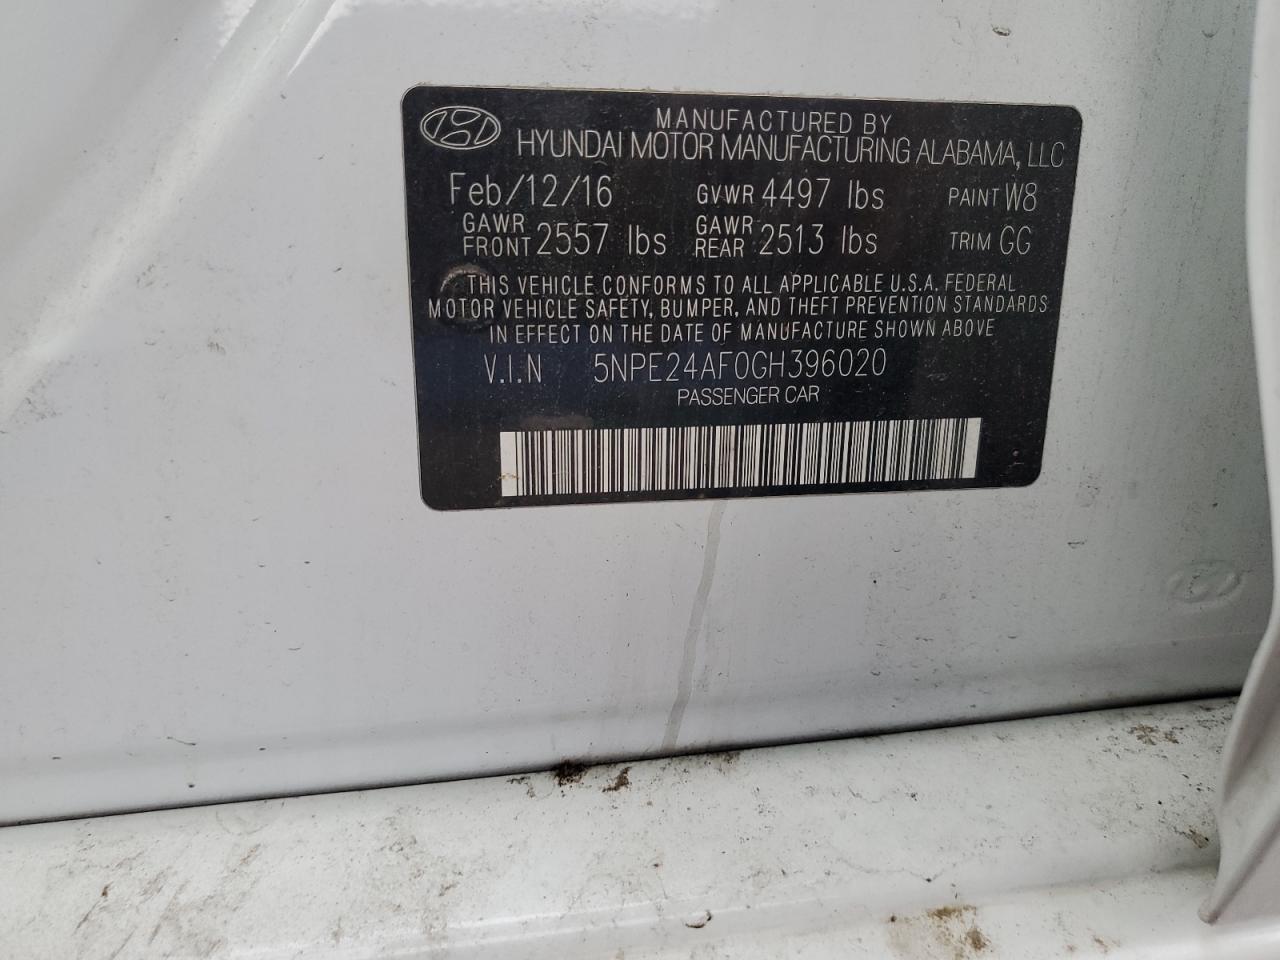 MANUFACTURED BY
HYUNDAI MOTOR MANUFACTURING ALABAMA, LLC
Feb/12/16 GVWR 4497 lbs PAINT W8
GAWR FRONT 2557 lbs GAWR REAR 2513 lbs TRIM GG
THIS VEHICLE CONFORMS TO ALL APPLICABLE U.S.A. FEDERAL
MOTOR VEHICLE SAFETY, BUMPER, AND THEFT PREVENTION STANDARDS
IN EFFECT ON THE DATE OF MANUFACTURE SHOWN ABOVE
V.I.N 5NPE24AF0GH396020
PASSENGER CAR